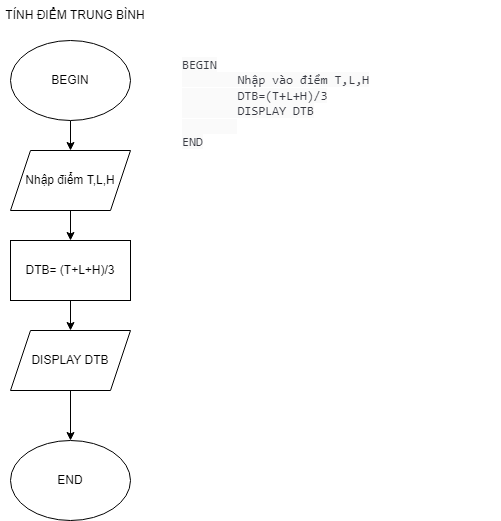 TÍNH ĐIỂM TRUNG BÌNH
BEGIN
Nhập điểm T,L,H
DTB= (T+L+H)/3
DISPLAY DTB
END
BEGIN
Nhập vào điểm T,L,H
DTB=(T+L+H)/3
DISPLAY DTB
END